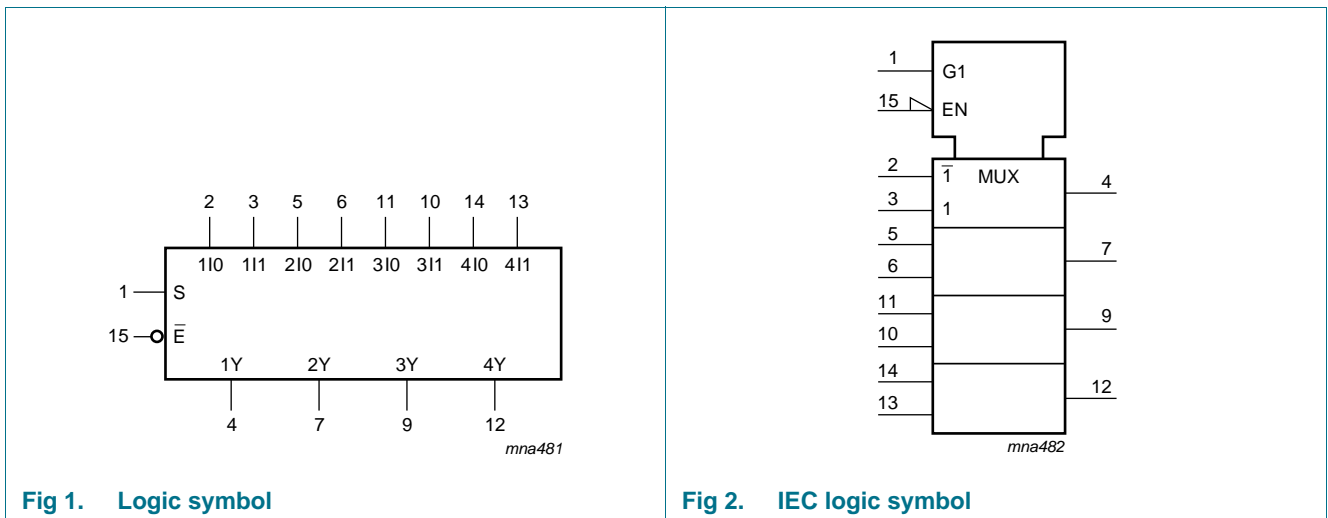 2 3 5 6 11 10 14 13
1I0 1I1 2I0 2I1 3I0 3I1 4I0 4I1
1 S
15 E̅
1Y 2Y 3Y 4Y
4 7 9 12
mna481
Fig 1. Logic symbol
1 G1
15 EN
2 1̅ MUX 4
3 1
5
7
6
11
9
10
14
12
13
mna482
Fig 2. IEC logic symbol